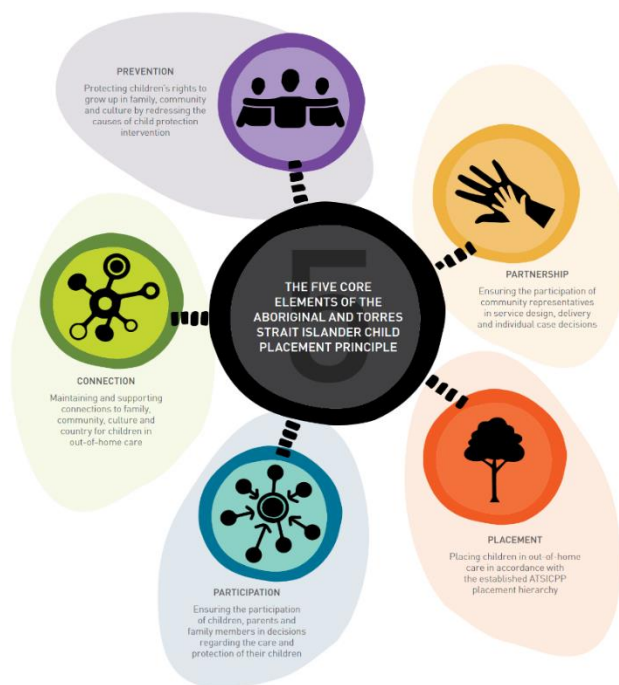 PREVENTION
Protecting children's rights to
grow up in family, community
and culture by redressing the
causes of child protection
intervention
5
THE FIVE CORE
ELEMENTS OF THE
ABORIGINAL AND TORRES
STRAIT ISLANDER CHILD
PLACEMENT PRINCIPLE
PARTNERSHIP
Ensuring the participation of
community representatives
in service design, delivery
and individual case decisions
CONNECTION
Maintaining and supporting
connections to family,
community, culture and
country for children in
out-of-home care
PLACEMENT
Placing children in out-of-home
care in accordance with
the established ATSICPP
placement hierarchy
PARTICIPATION
Ensuring the participation
of children, parents and
family members in decisions
regarding the care and
protection of their children